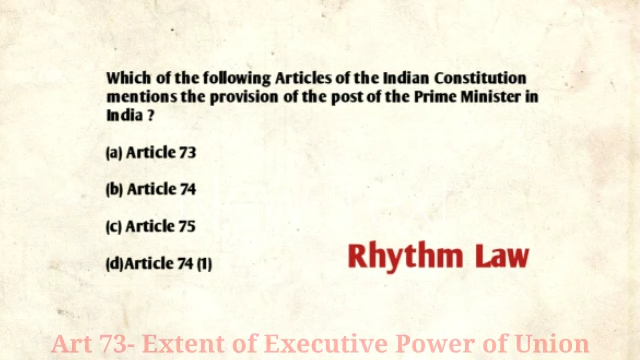 Which of the following Articles of the Indian Constitution
mentions the provision of the post of the Prime Minister in
India ?
(a) Article 73
(b) Article 74
(c) Article 75
(d)Article 74 (1)
Rhythm Law
Art 73- Extent of Executive Power of Union